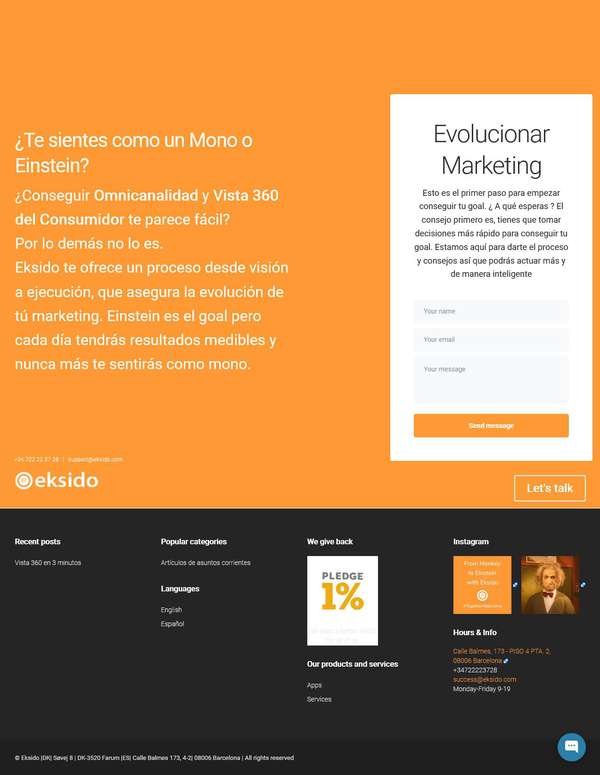 ¿Te sientes como un Mono o
Einstein?
¿Conseguir Omnicanalidad y Vista 360
del Consumidor te parece fácil?
Por lo demás no lo es.
Eksido te ofrece un proceso desde visión
a ejecución, que asegura la evolución de
tú marketing. Einstein es el goal pero
cada día tendrás resultados medibles y
nunca más te sentirás como mono.
Evolucionar
Marketing
Esto es el primer paso para empezar
conseguir tu goal. ¿ A qué esperas ? El
consejo primero es, tienes que tomar
decisiones más rápido para conseguir tu
goal. Estamos aquí para darte el proceso
y consejos así que podrás actuar más y
de manera inteligente
Your name
Your email
Your message
Send message
+34 722 22 37 28 | support@eksido.com
eksido
Let's talk
Recent posts
Vista 360 en 3 minutos
Popular categories
Artículos de asuntos corrientes
Languages
English
Español
We give back
PLEDGE
1%
Our products and services
Apps
Services
Instagram
From Monkey
to Einstein
with Eksido
Hours & Info
Calle Balmes, 173 - PISO 4 PTA. 2,
08006 Barcelona
+34722223728
success@eksido.com
Monday-Friday 9-19
© Eksido |DK| Søvej 8 | DK-3520 Farum |ES| Calle Balmes 173, 4-2| 08006 Barcelona | All rights reserved